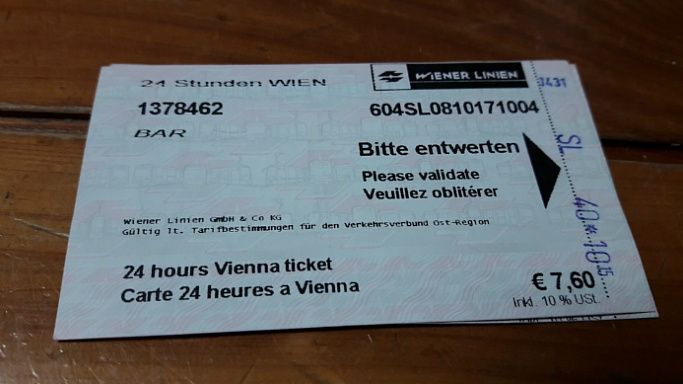 24 Stunden WIEN
WIENER LINIEN
1378462
604SL0810171004
BAR
Bitte entwerten
Please validate
Veuillez oblitérer
Wiener Linien GmbH & Co KG
Gültig lt. Tarifbestimmungen für den Verkehrsverbund Ost-Region
24 hours Vienna ticket
Carte 24 heures a Vienna
€ 7,60
Inkl. 10 % USt.
SL 40*10